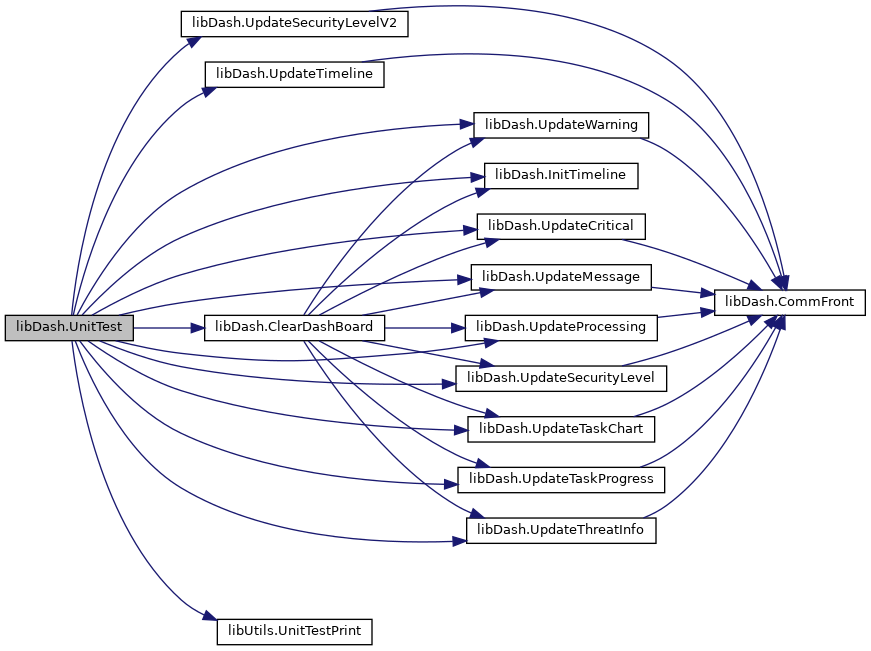 libDash.UpdateSecurityLevelV2
libDash.UpdateTimeline
libDash.UpdateWarning
libDash.InitTimeline
libDash.UpdateCritical
libDash.UpdateMessage
libDash.CommFront
libDash.UnitTest
libDash.ClearDashBoard
libDash.UpdateProcessing
libDash.UpdateSecurityLevel
libDash.UpdateTaskChart
libDash.UpdateTaskProgress
libDash.UpdateThreatInfo
libUtils.UnitTestPrint